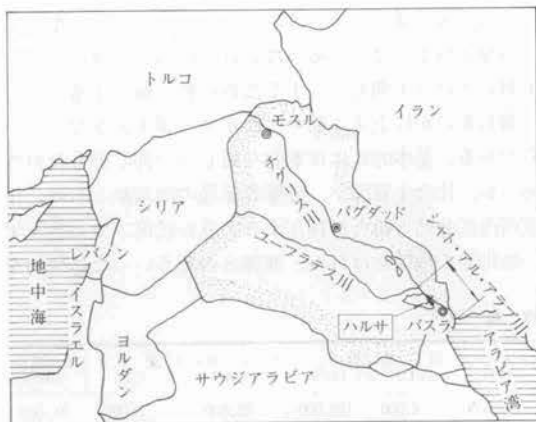 トルコ
イラン
モスル
チグリス川
シリア
バグダッド
ユーフラテス川
シャット・アル・アラブ川
レバノン
地中海
イスラエル
ハルサ
バスラ
ヨルダン
サウジアラビア
アラビア湾